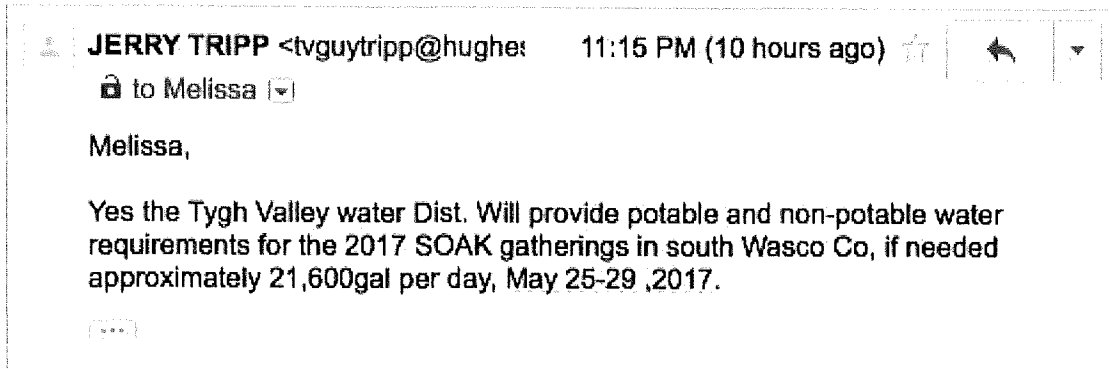 JERRY TRIPP <tvguytripp@hughes 11:15 PM (10 hours ago)
to Melissa
Melissa,
Yes the Tygh Valley water Dist. Will provide potable and non-potable water
requirements for the 2017 SOAK gatherings in south Wasco Co, if needed
approximately 21,600gal per day, May 25-29 ,2017.